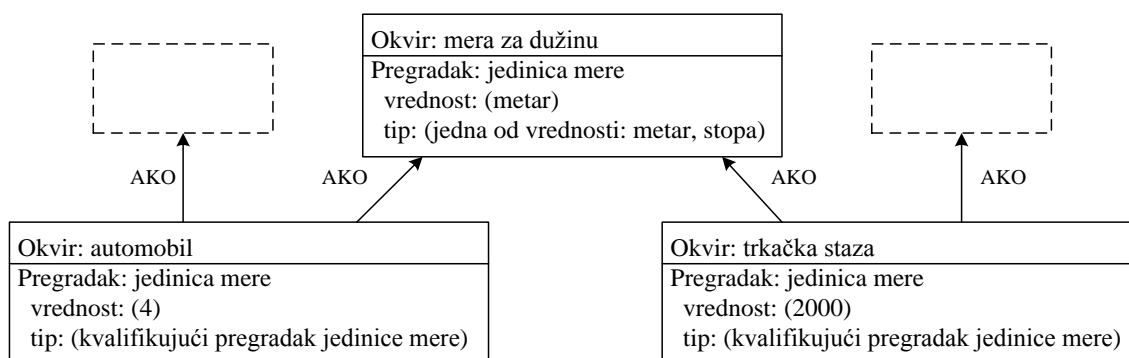 Okvir: mera za dužinu
Pregradak: jedinica mere
vrednost: (metar)
tip: (jedna od vrednosti: metar, stopa)
AKO
AKO
AKO
AKO
Okvir: automobil
Pregradak: jedinica mere
vrednost: (4)
tip: (kvalifikujući pregradak jedinice mere)
Okvir: trkačka staza
Pregradak: jedinica mere
vrednost: (2000)
tip: (kvalifikujući pregradak jedinice mere)